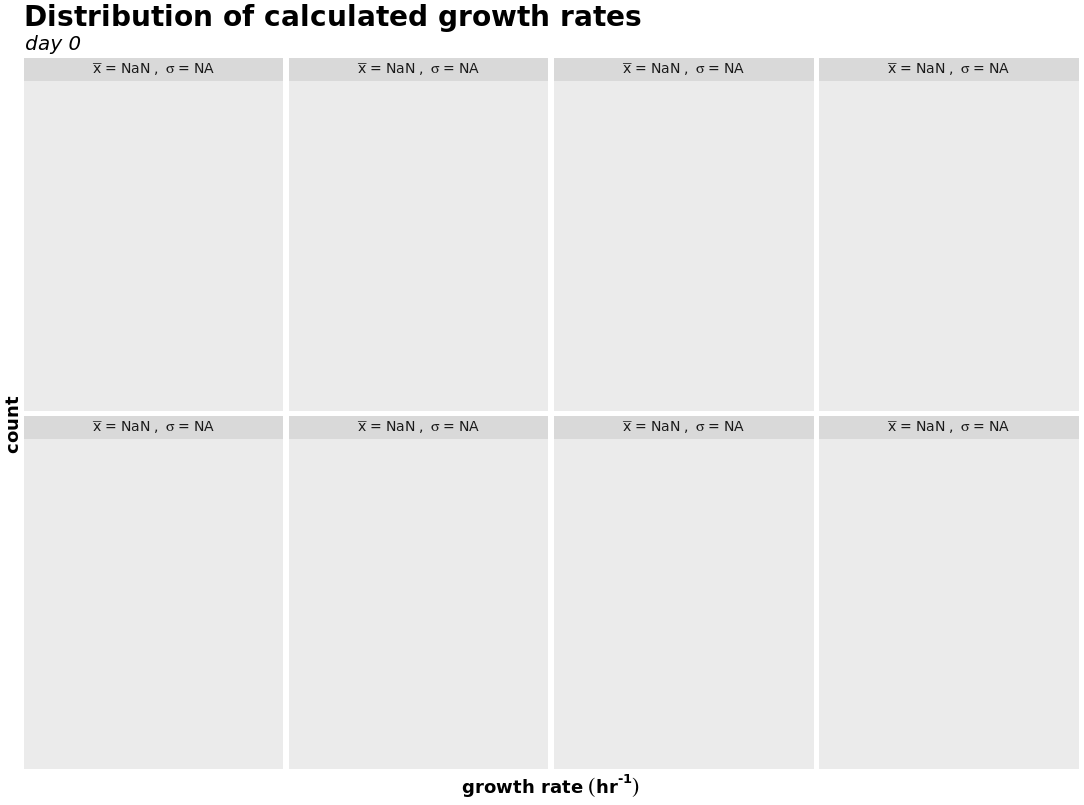 Distribution of calculated growth rates
day 0
x̅ = NaN , σ = NA
x̅ = NaN , σ = NA
x̅ = NaN , σ = NA
x̅ = NaN , σ = NA
count
x̅ = NaN , σ = NA
x̅ = NaN , σ = NA
x̅ = NaN , σ = NA
x̅ = NaN , σ = NA
growth rate (hr⁻¹)